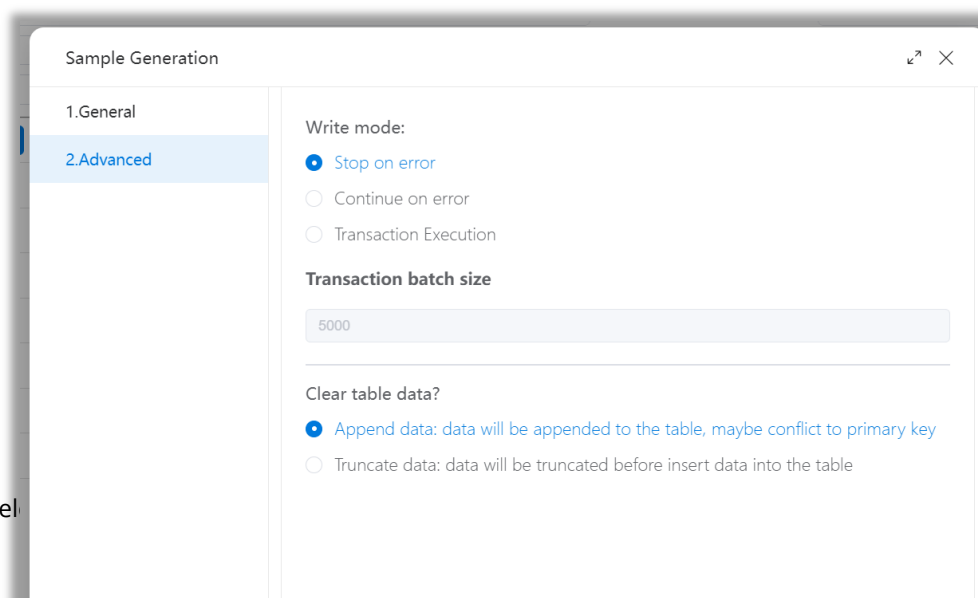 Sample Generation
1.General
2.Advanced
Write mode:
Stop on error
Continue on error
Transaction Execution
Transaction batch size
5000
Clear table data?
Append data: data will be appended to the table, maybe conflict to primary key
Truncate data: data will be truncated before insert data into the table